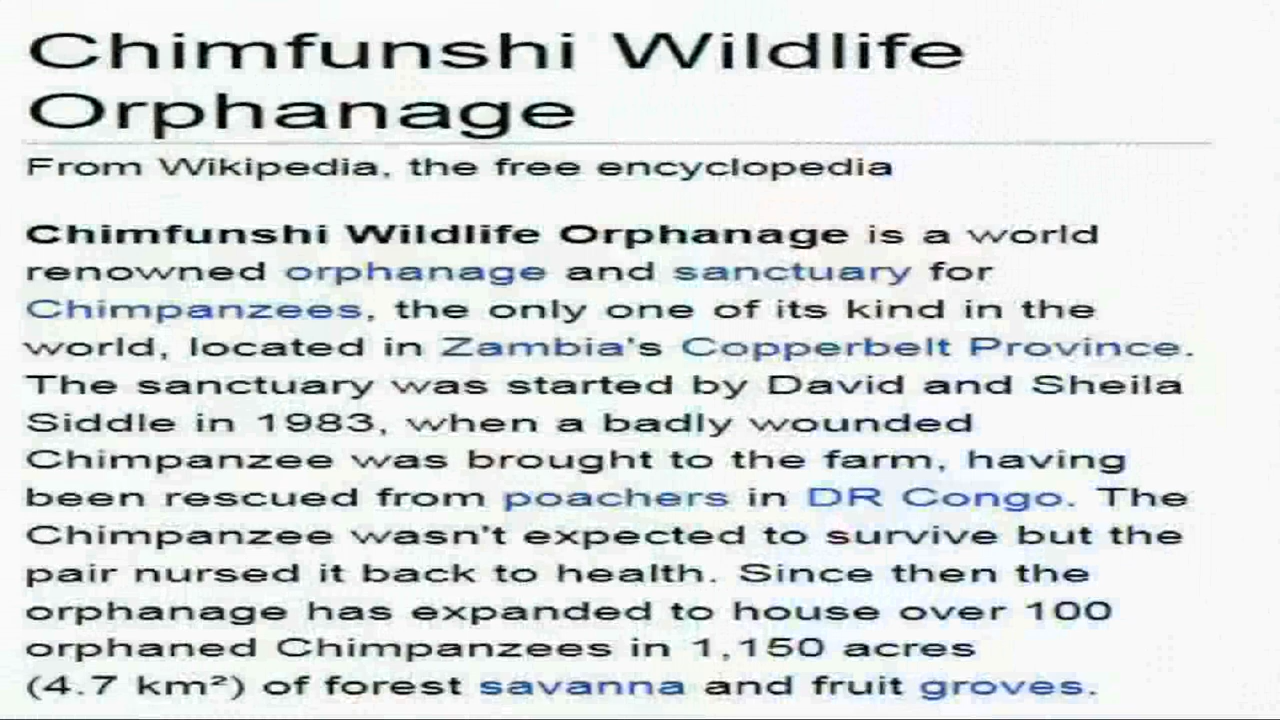 Chimfunshi Wildlife
Orphanage
From Wikipedia, the free encyclopedia
Chimfunshi Wildlife Orphanage is a world
renowned orphanage and sanctuary for
Chimpanzees, the only one of its kind in the
world, located in Zambia's Copperbelt Province.
The sanctuary was started by David and Sheila
Siddle in 1983, when a badly wounded
Chimpanzee was brought to the farm, having
been rescued from poachers in DR Congo. The
Chimpanzee wasn't expected to survive but the
pair nursed it back to health. Since then the
orphanage has expanded to house over 100
orphaned Chimpanzees in 1,150 acres
(4.7 km²) of forest savanna and fruit groves.